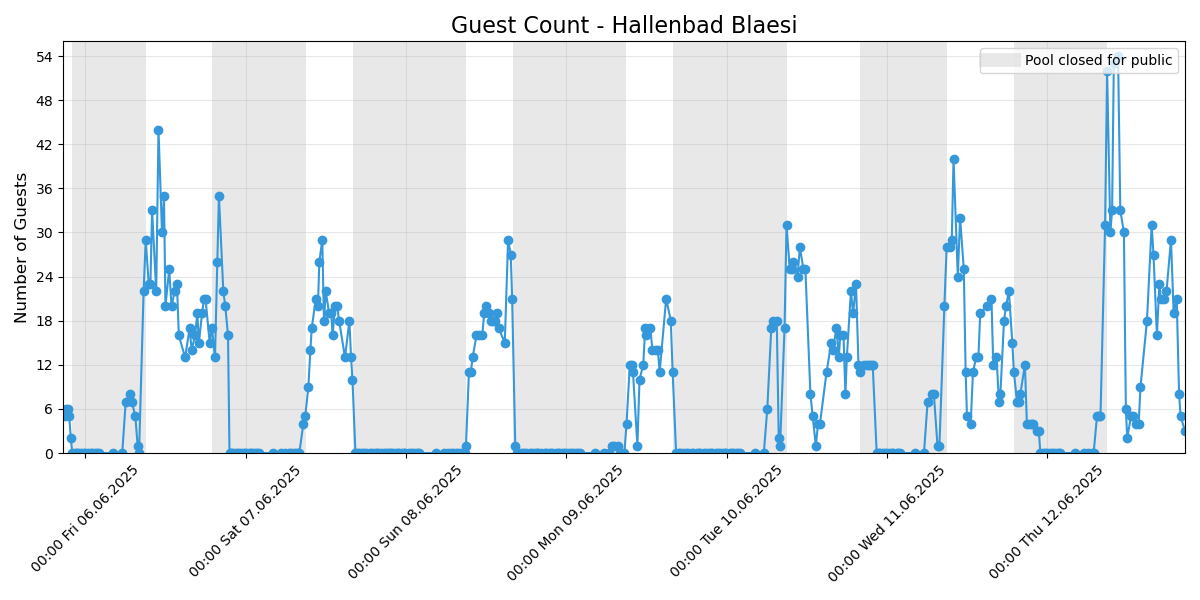 Guest Count - Hallenbad Blaesi
Pool closed for public
Number of Guests
54
48
42
36
30
24
18
12
6
0
00:00 Fri 06.06.2025
00:00 Sat 07.06.2025
00:00 Sun 08.06.2025
00:00 Mon 09.06.2025
00:00 Tue 10.06.2025
00:00 Wed 11.06.2025
00:00 Thu 12.06.2025